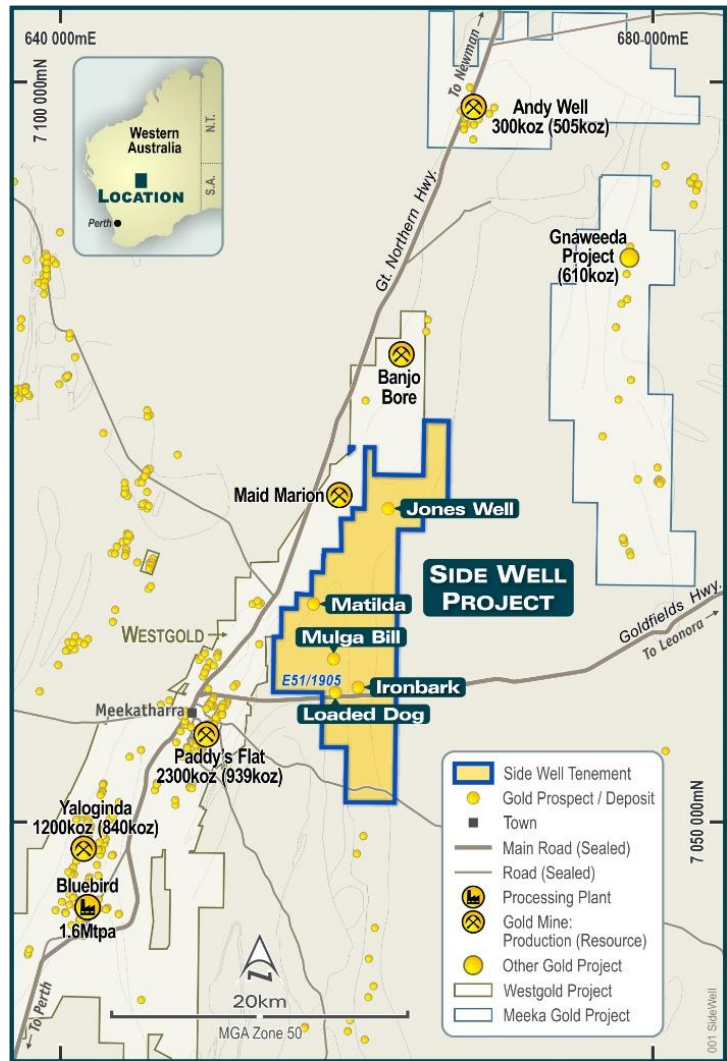 640 000mE
680 000mE
7 100 000mN
To Newman →
Western
Australia
N.T.
S.A.
LOCATION
Perth
Andy Well
300koz (505koz)
Gt. Northern Hwy.
Gnaweeda
Project
(610koz)
Banjo
Bore
Maid Marion
Jones Well
SIDE WELL
PROJECT
Matilda
WESTGOLD
Mulga Bill
Goldfields Hwy.
To Leonora →
E51/1905
Ironbark
Loaded Dog
Meekatharra
Paddy's Flat
2300koz (939koz)
Yaloginda
1200koz (840koz)
Bluebird
1.6Mtpa
7 050 000mN
Side Well Tenement
Gold Prospect / Deposit
Town
Main Road (Sealed)
Road (Sealed)
Processing Plant
Gold Mine:
Production (Resource)
Other Gold Project
Westgold Project
Meeka Gold Project
20km
MGA Zone 50
← To Perth
001 SideWell